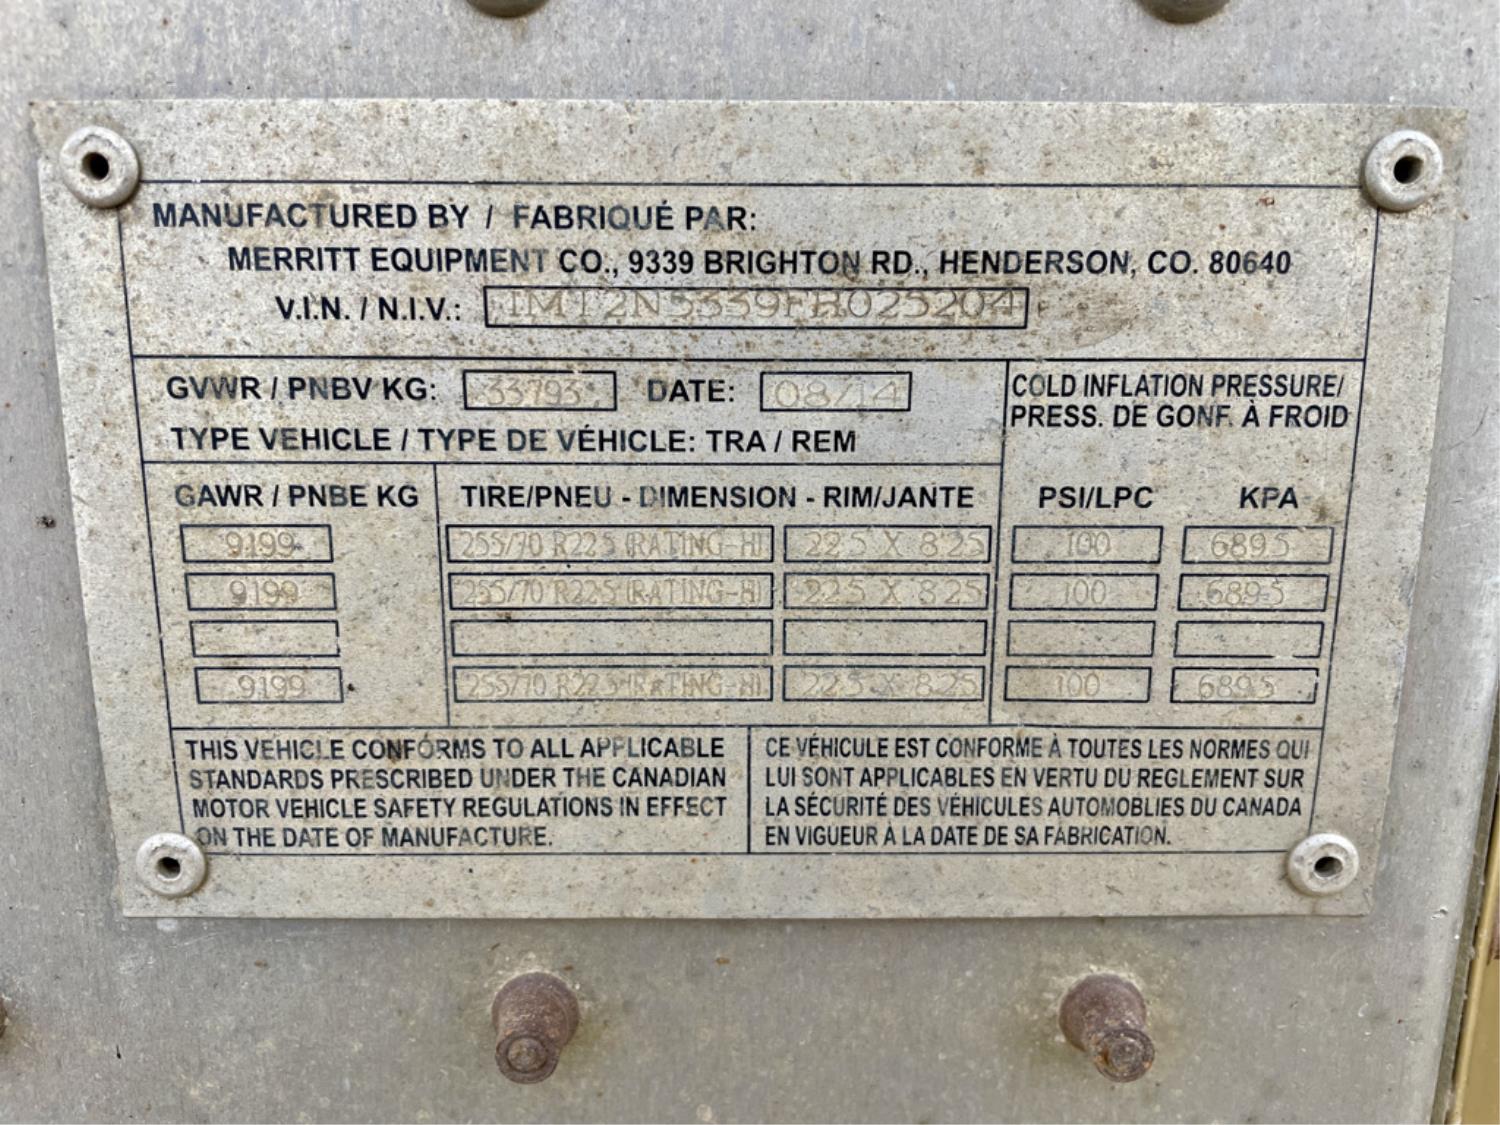 MANUFACTURED BY / FABRIQUÉ PAR:
MERRITT EQUIPMENT CO., 9339 BRIGHTON RD., HENDERSON, CO. 80640
V.I.N. / N.I.V.: 1MT2N5339FH025204
GVWR / PNBV KG: 33793 DATE: 08/14
TYPE VEHICLE / TYPE DE VÉHICLE: TRA / REM
COLD INFLATION PRESSURE/
PRESS. DE GONF. À FROID
GAWR / PNBE KG TIRE/PNEU - DIMENSION - RIM/JANTE PSI/LPC KPA
9199 255/70 R22.5 (RATING-H) 22.5 X 8.25 100 689.5
9199 255/70 R22.5 (RATING-H) 22.5 X 8.25 100 689.5
9199 255/70 R22.5 (RATING-H) 22.5 X 8.25 100 689.5
THIS VEHICLE CONFORMS TO ALL APPLICABLE
STANDARDS PRESCRIBED UNDER THE CANADIAN
MOTOR VEHICLE SAFETY REGULATIONS IN EFFECT
ON THE DATE OF MANUFACTURE.
CE VÉHICULE EST CONFORME À TOUTES LES NORMES QUI
LUI SONT APPLICABLES EN VERTU DU REGLEMENT SUR
LA SÉCURITÉ DES VÉHICULES AUTOMOBLIES DU CANADA
EN VIGUEUR À LA DATE DE SA FABRICATION.